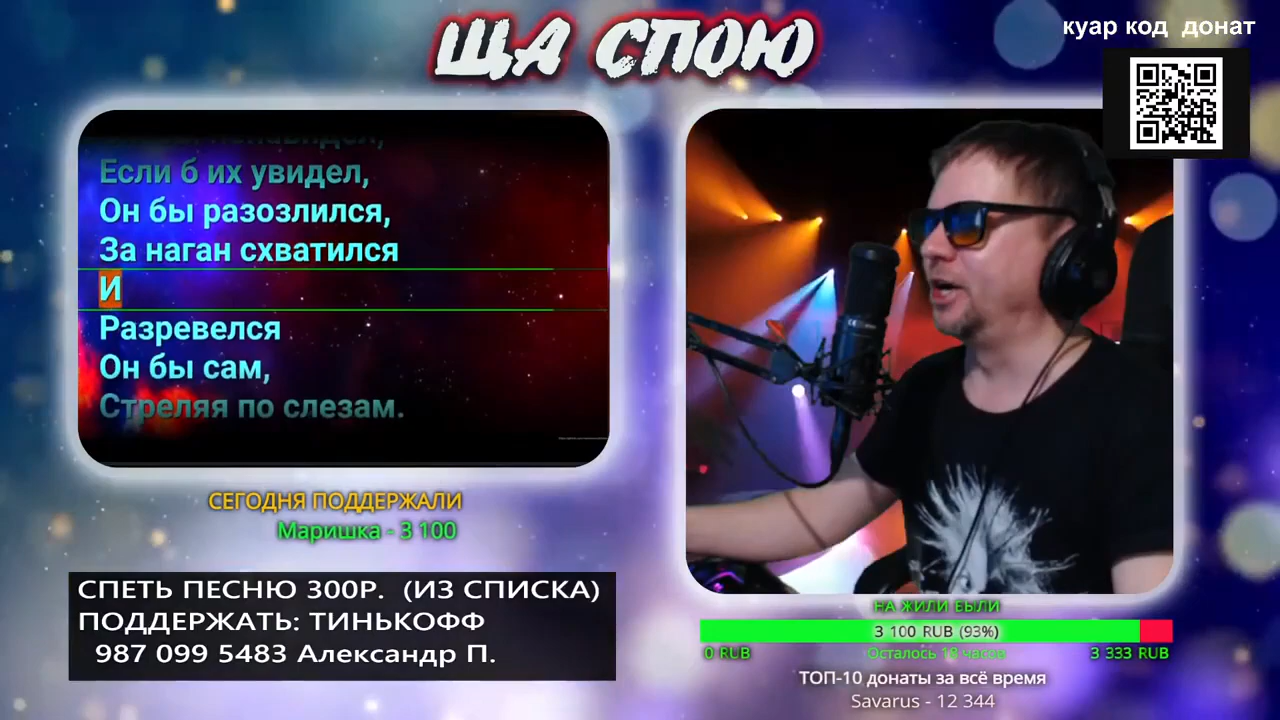 ЩА СПОЮ
куар код донат
Если б их увидел,
Он бы разозлился,
За наган схватился
И
Разревелся
Он бы сам,
Стреляя по слезам.
СЕГОДНЯ ПОДДЕРЖАЛИ
Маришка - 3 100
СПЕТЬ ПЕСНЮ 300Р. (ИЗ СПИСКА)
ПОДДЕРЖАТЬ: ТИНЬКОФФ
987 099 5483 Александр П.
НА ЖИЛИ БЫЛИ
3 100 RUB (93%)
0 RUB
Осталось 18 часов
3 333 RUB
ТОП-10 донаты за всё время
Savarus - 12 344